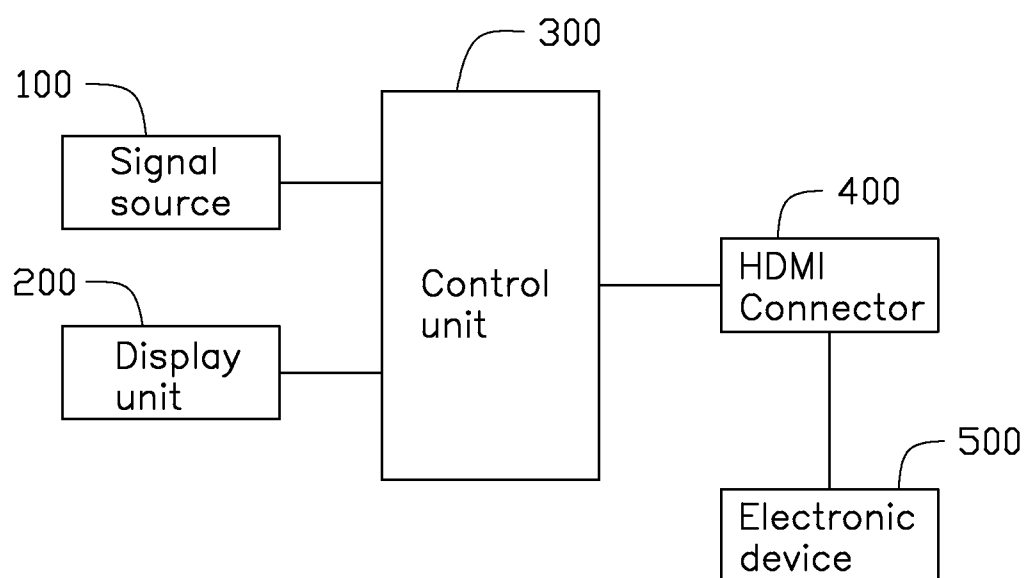 300
100
Signal
source
400
200
HDMI
Connector
Control
unit
Display
unit
500
Electronic
device